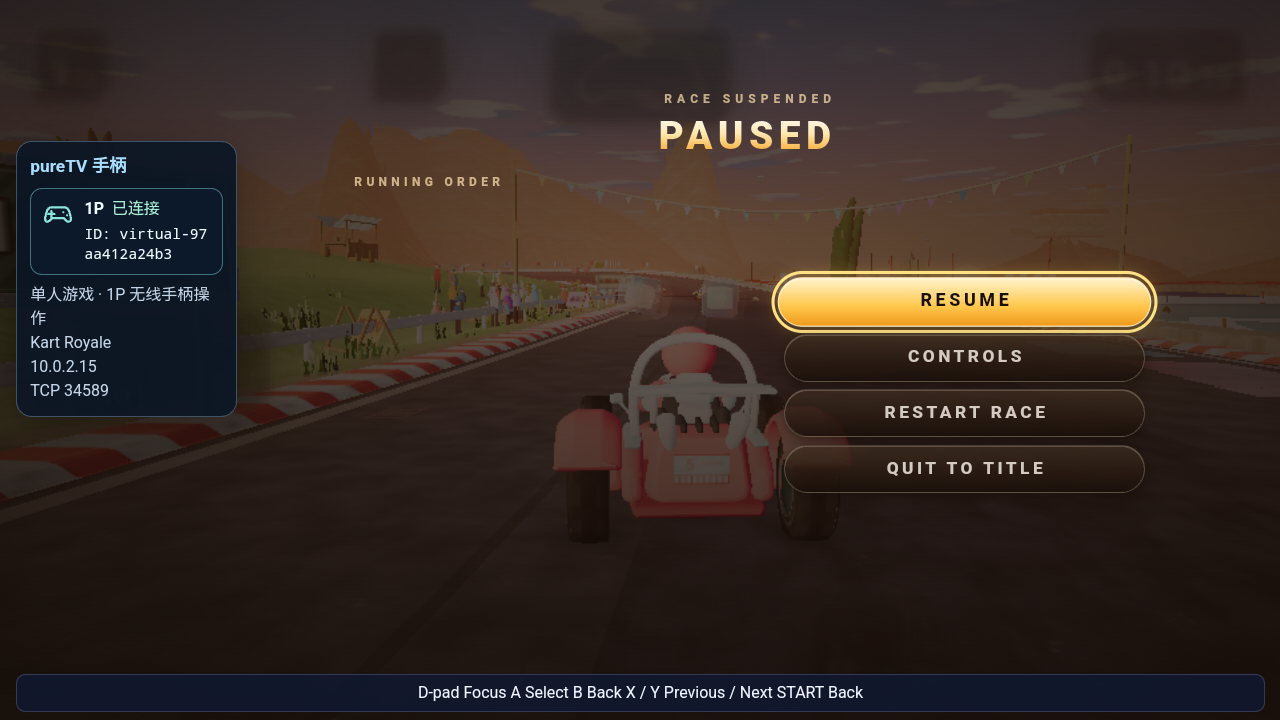 RACE SUSPENDED
PAUSED
RUNNING ORDER
pureTV 手柄
1P 已连接
ID: virtual-97
aa412a24b3
单人游戏 · 1P 无线手柄操
作
Kart Royale
10.0.2.15
TCP 34589
RESUME
CONTROLS
RESTART RACE
QUIT TO TITLE
D-pad Focus A Select B Back X / Y Previous / Next START Back